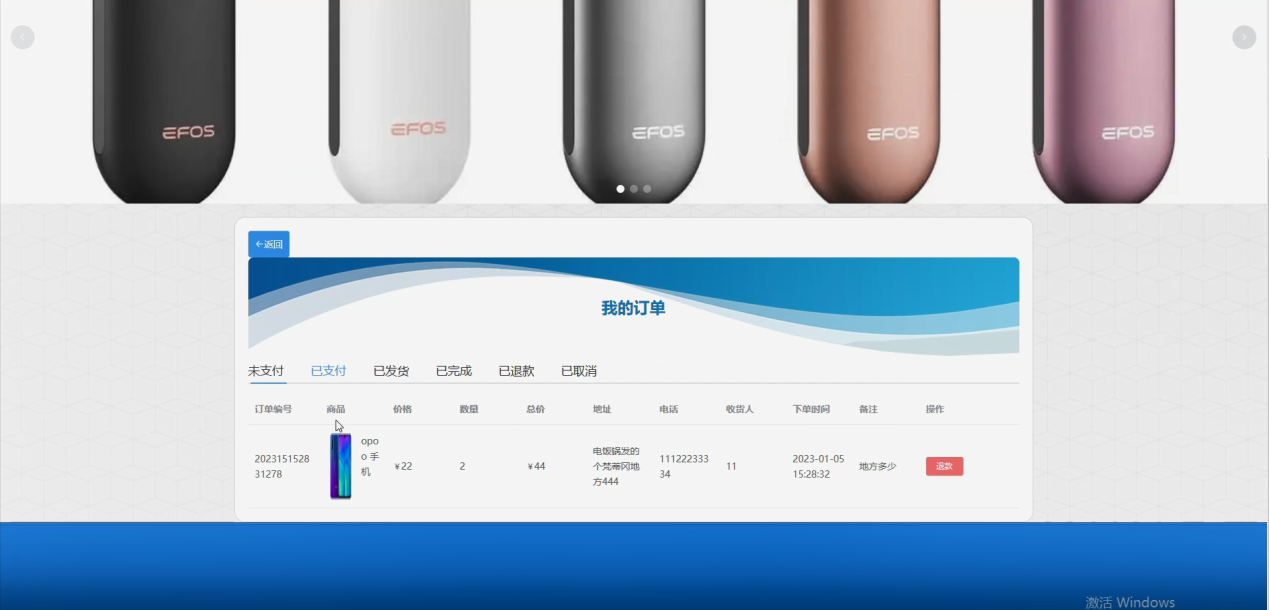 EFOS EFOS EFOS EFOS EFOS
←返回
我的订单
未支付 已支付 已发货 已完成 已退款 已取消
订单编号 商品 价格 数量 总价 地址 电话 收货人 下单时间 备注 操作
2023151528
31278
opo
o 手
机
¥22
2
¥44
电饭锅发的
个梵蒂冈地
方444
111222333
34
11
2023-01-05
15:28:32
地方多少
退款
激活 Windows